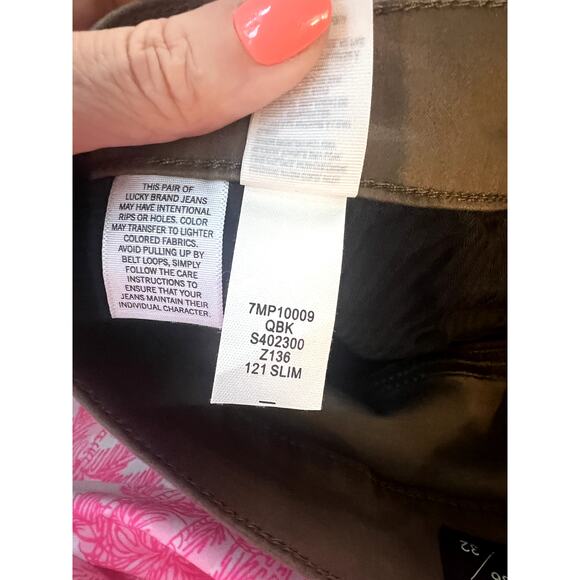 THIS PAIR OF
LUCKY BRAND JEANS
MAY HAVE INTENTIONAL
RIPS OR HOLES. COLOR
MAY TRANSFER TO LIGHTER
COLORED FABRICS.
AVOID PULLING UP BY
BELT LOOPS, SIMPLY
FOLLOW THE CARE
INSTRUCTIONS TO
ENSURE THAT YOUR
JEANS MAINTAIN THEIR
INDIVIDUAL CHARACTER.
7MP10009
QBK
S402300
Z136
121 SLIM
32